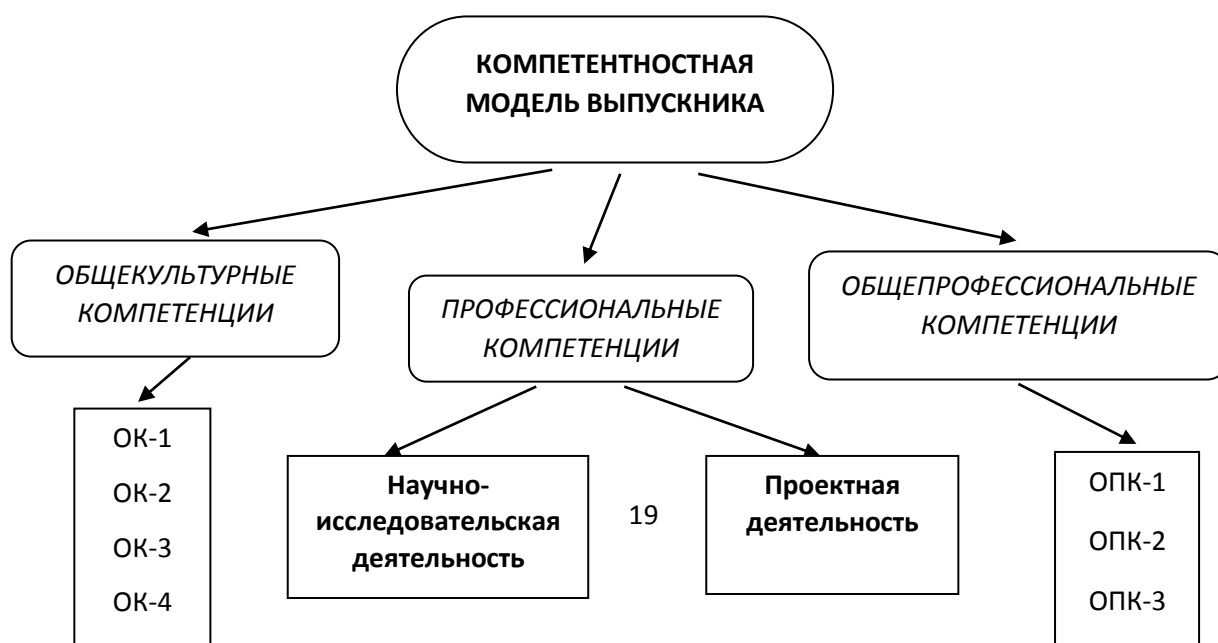 КОМПЕТЕНТНОСТНАЯ
МОДЕЛЬ ВЫПУСКНИКА
ОБЩЕКУЛЬТУРНЫЕ
КОМПЕТЕНЦИИ
ПРОФЕССИОНАЛЬНЫЕ
КОМПЕТЕНЦИИ
ОБЩЕПРОФЕССИОНАЛЬНЫЕ
КОМПЕТЕНЦИИ
ОК-1
ОК-2
ОК-3
ОК-4
Научно-
исследовательская
деятельность
19
Проектная
деятельность
ОПК-1
ОПК-2
ОПК-3